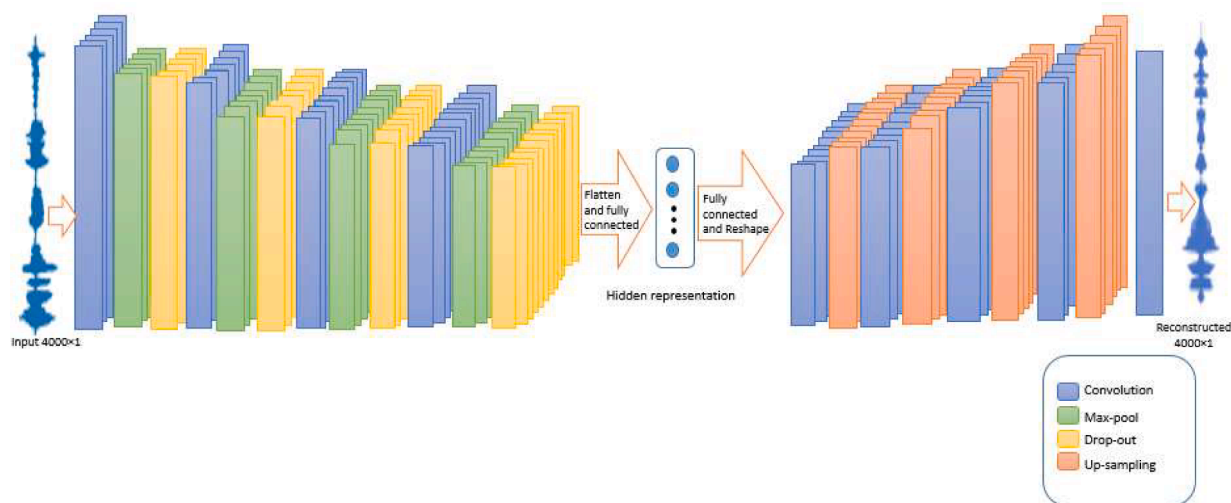 Input 4000×1
Flatten
and fully
connected
Hidden representation
Fully
connected
and Reshape
Reconstructed
4000×1
Convolution
Max-pool
Drop-out
Up-sampling